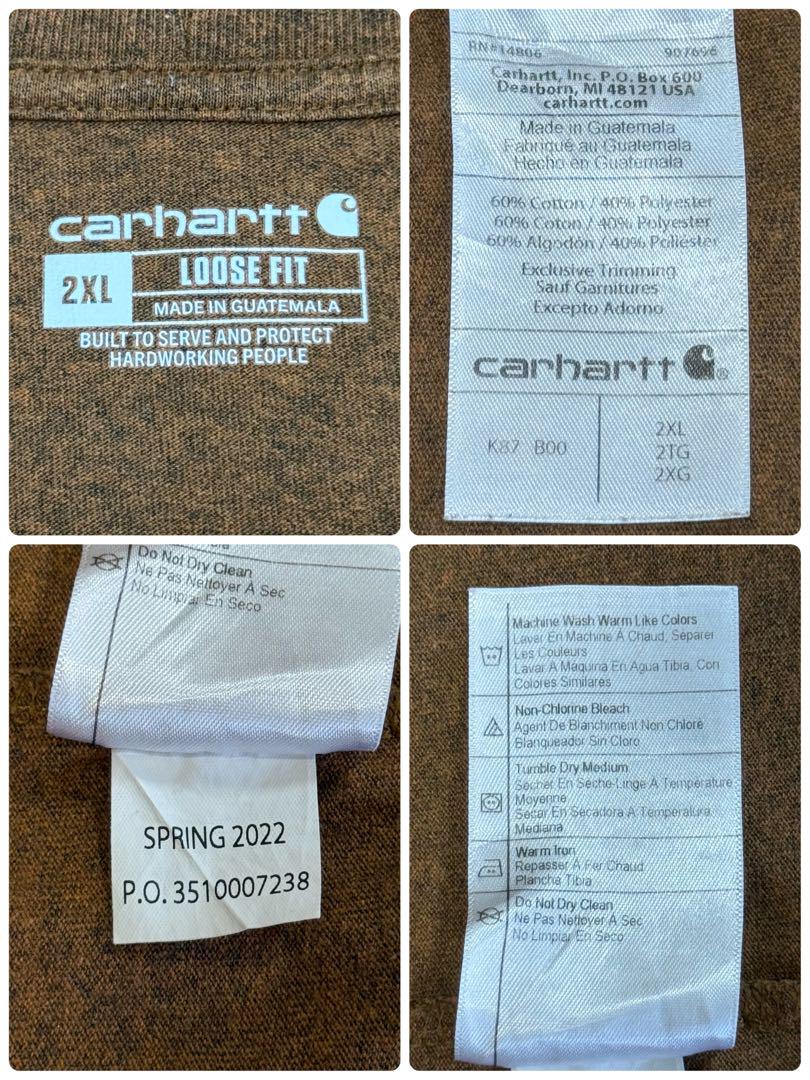 carhartt
2XL
LOOSE FIT
MADE IN GUATEMALA
BUILT TO SERVE AND PROTECT
HARDWORKING PEOPLE
RN#14806 907696
Carhartt, Inc. P.O. Box 600
Dearborn, MI 48121 USA
carhartt.com
Made in Guatemala
Fabriqué au Guatemala
Hecho en Guatemala
60% Cotton / 40% Polyester
60% Coton / 40% Polyester
60% Algodón / 40% Poliester
Exclusive Trimming
Sauf Garnitures
Excepto Adorno
carhartt®
K87 B00
2XL
2TG
2XG
Do Not Dry Clean
Ne Pas Nettoyer À Sec
No Limpiar En Seco
SPRING 2022
P.O. 3510007238
Machine Wash Warm Like Colors
Laver En Machine À Chaud, Séparer
Les Couleurs
Lavar A Maquina En Agua Tibia, Con
Colores Similares
Non-Chlorine Bleach
Agent De Blanchiment Non Chloré
Blanqueador Sin Cloro
Tumble Dry Medium
Sécher En Sèche-Linge À Température
Moyenne
Secar En Secadora A Temperatura
Mediana
Warm Iron
Repasser À Fer Chaud
Plancha Tibia
Do Not Dry Clean
Ne Pas Nettoyer À Sec
No Limpiar En Seco